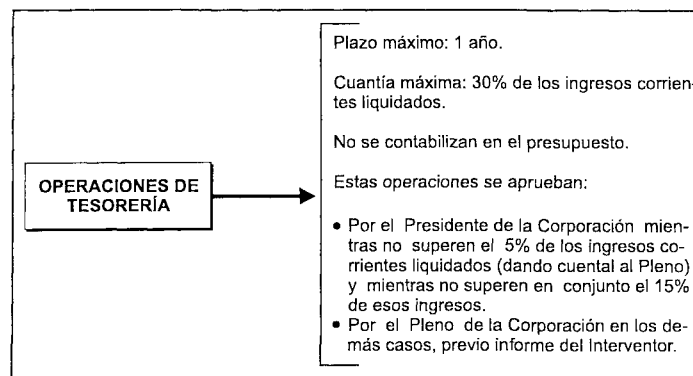 OPERACIONES DE
TESORERÍA
Plazo máximo: 1 año.
Cuantía máxima: 30% de los ingresos corrien-
tes liquidados.
No se contabilizan en el presupuesto.
Estas operaciones se aprueban:
● Por el Presidente de la Corporación mien-
tras no superen el 5% de los ingresos co-
rrientes liquidados (dando cuental al Pleno)
y mientras no superen en conjunto el 15%
de esos ingresos.
● Por el Pleno de la Corporación en los de-
más casos, previo informe del Interventor.